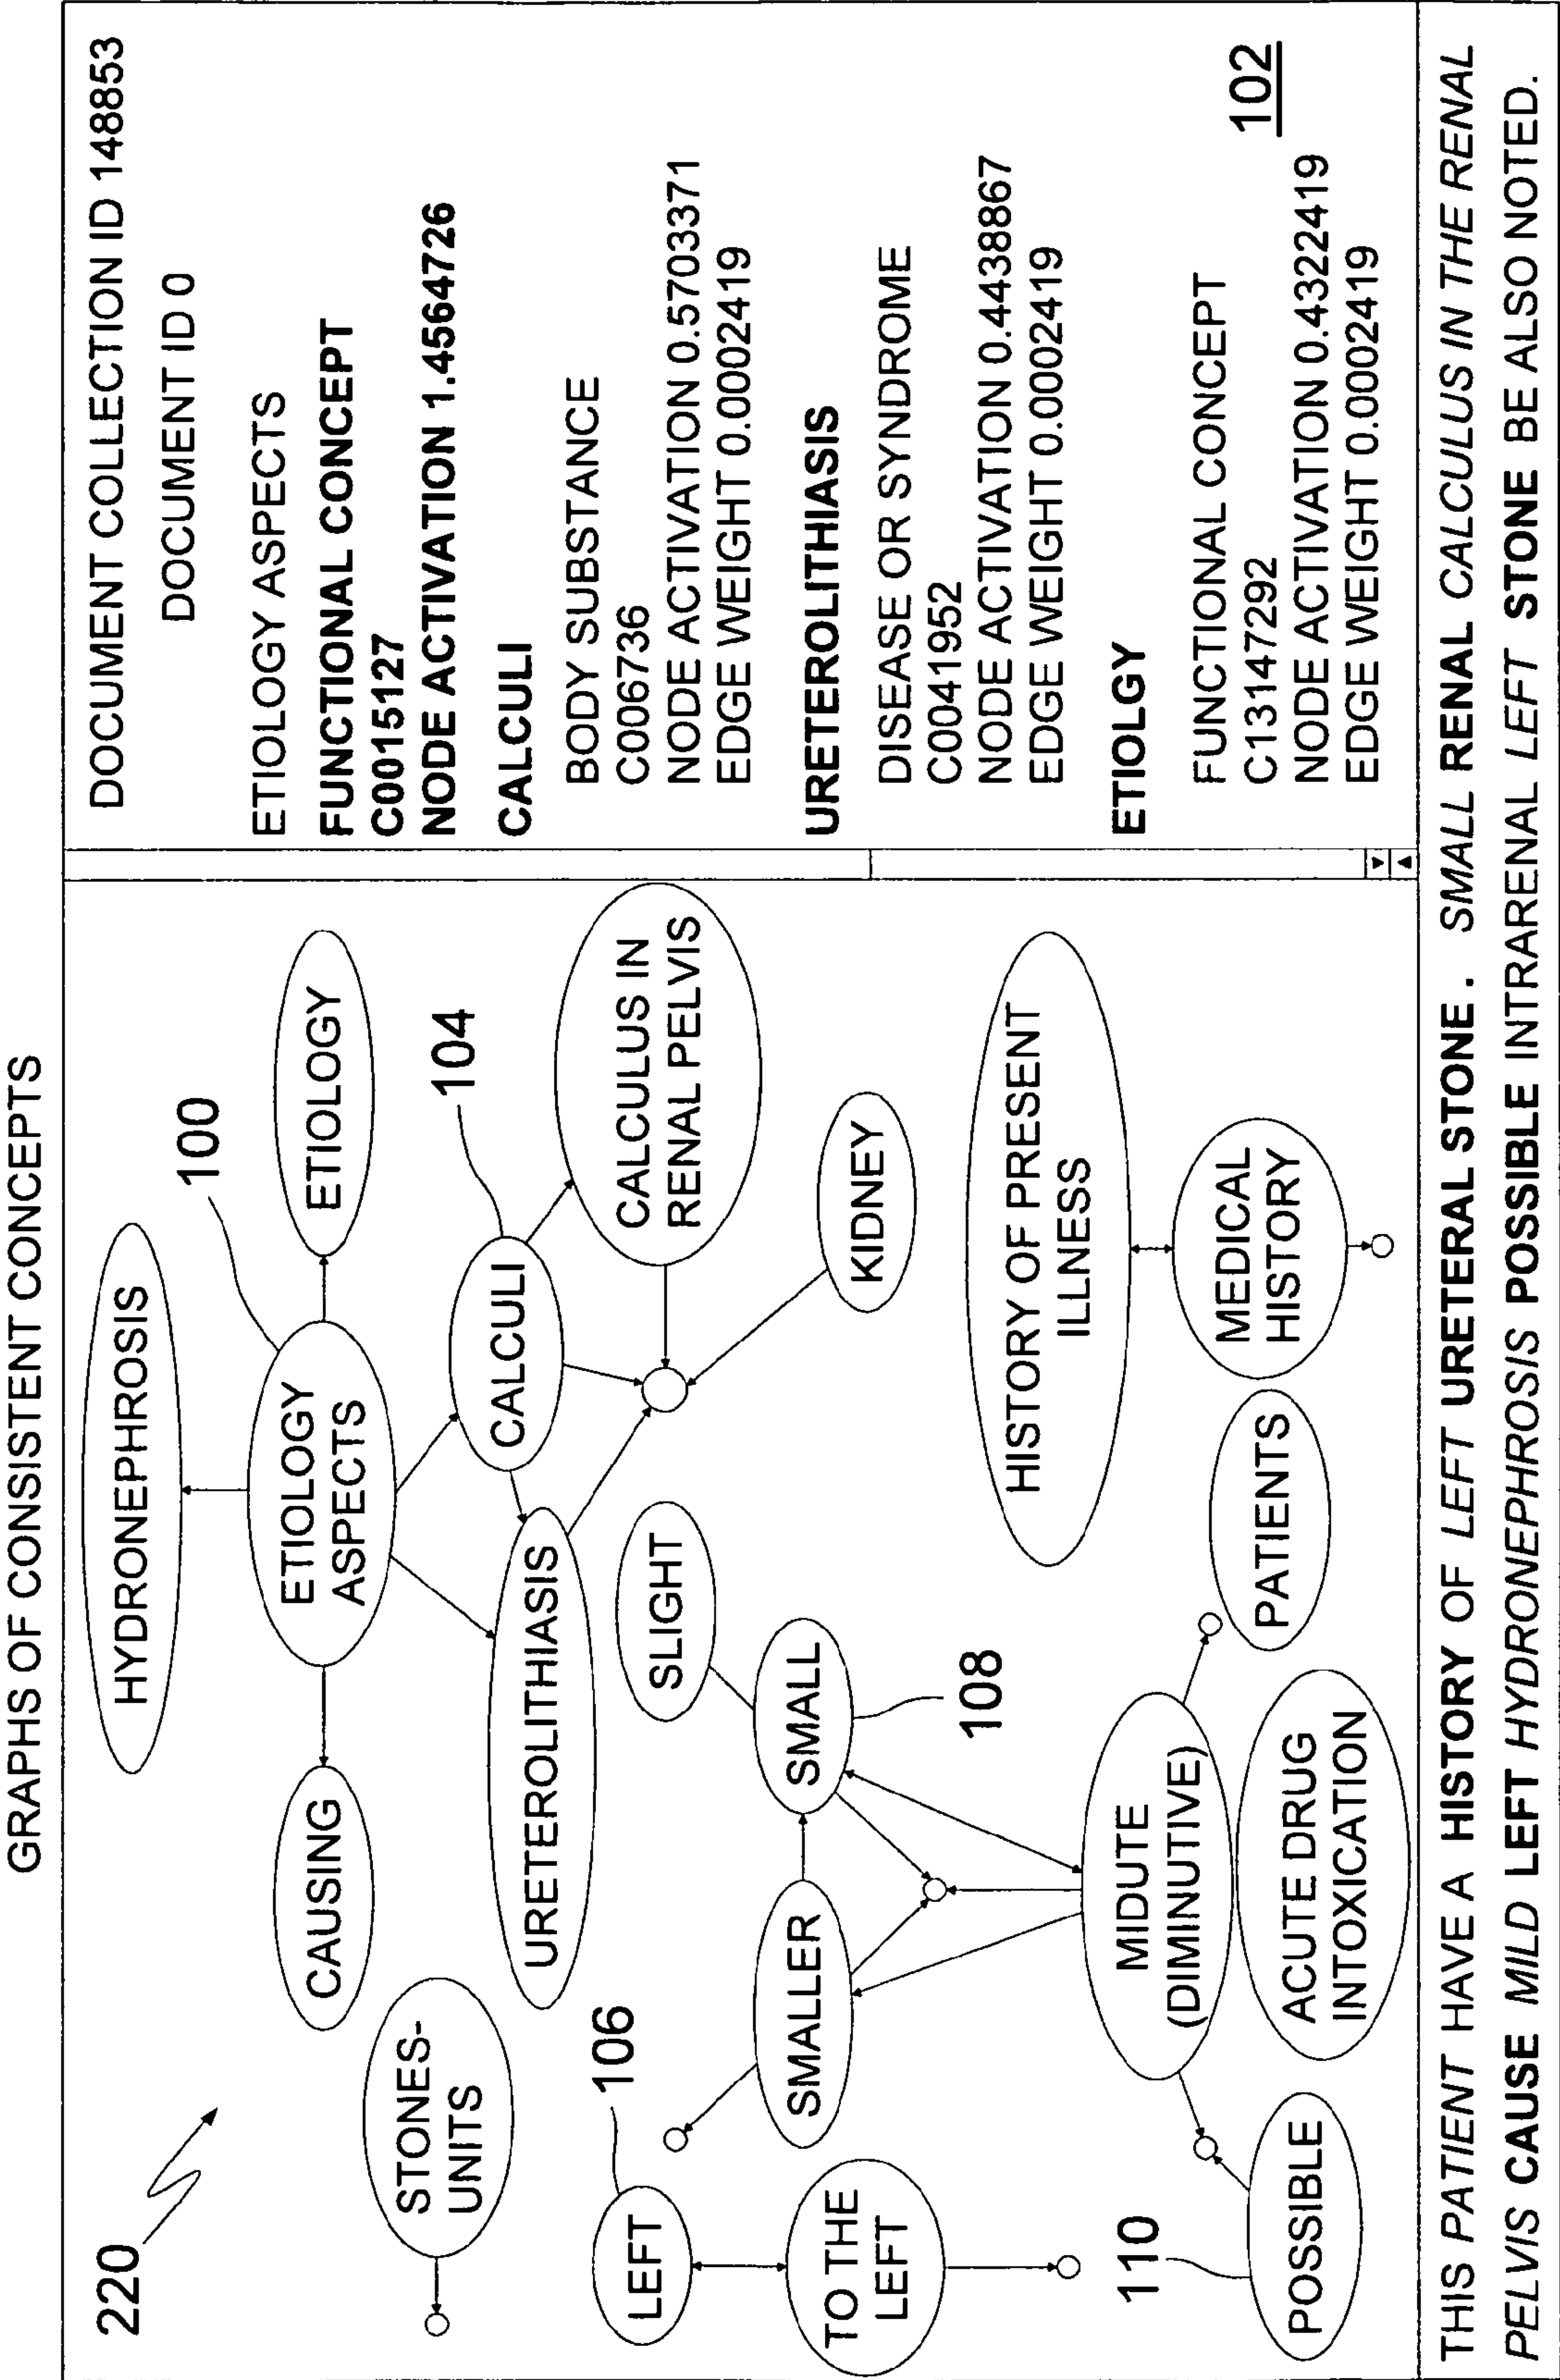 GRAPHS OF CONSISTENT CONCEPTS
220
HYDRONEPHROSIS
100
CAUSING
ETIOLOGY
ASPECTS
ETIOLOGY
STONES-
UNITS
104
URETEROLITHIASIS
CALCULI
CALCULUS IN
RENAL PELVIS
106
LEFT
SLIGHT
SMALLER
SMALL
KIDNEY
TO THE
LEFT
108
HISTORY OF PRESENT
ILLNESS
110
MIDUTE
(DIMINUTIVE)
MEDICAL
HISTORY
POSSIBLE
PATIENTS
ACUTE DRUG
INTOXICATION
DOCUMENT COLLECTION ID 148853
DOCUMENT ID 0
ETIOLOGY ASPECTS
FUNCTIONAL CONCEPT
C0015127
NODE ACTIVATION 1.4564726
CALCULI
BODY SUBSTANCE
C006736
NODE ACTIVATION 0.5703371
EDGE WEIGHT 0.0002419
URETEROLITHIASIS
DISEASE OR SYNDROME
C0041952
NODE ACTIVATION 0.4438867
EDGE WEIGHT 0.0002419
ETIOLGY
FUNCTIONAL CONCEPT
C13147292
NODE ACTIVATION 0.4322419
EDGE WEIGHT 0.0002419
102
THIS PATIENT HAVE A HISTORY OF LEFT URETERAL STONE . SMALL RENAL CALCULUS IN THE RENAL
PELVIS CAUSE MILD LEFT HYDRONEPHROSIS POSSIBLE INTRARENAL LEFT STONE BE ALSO NOTED.